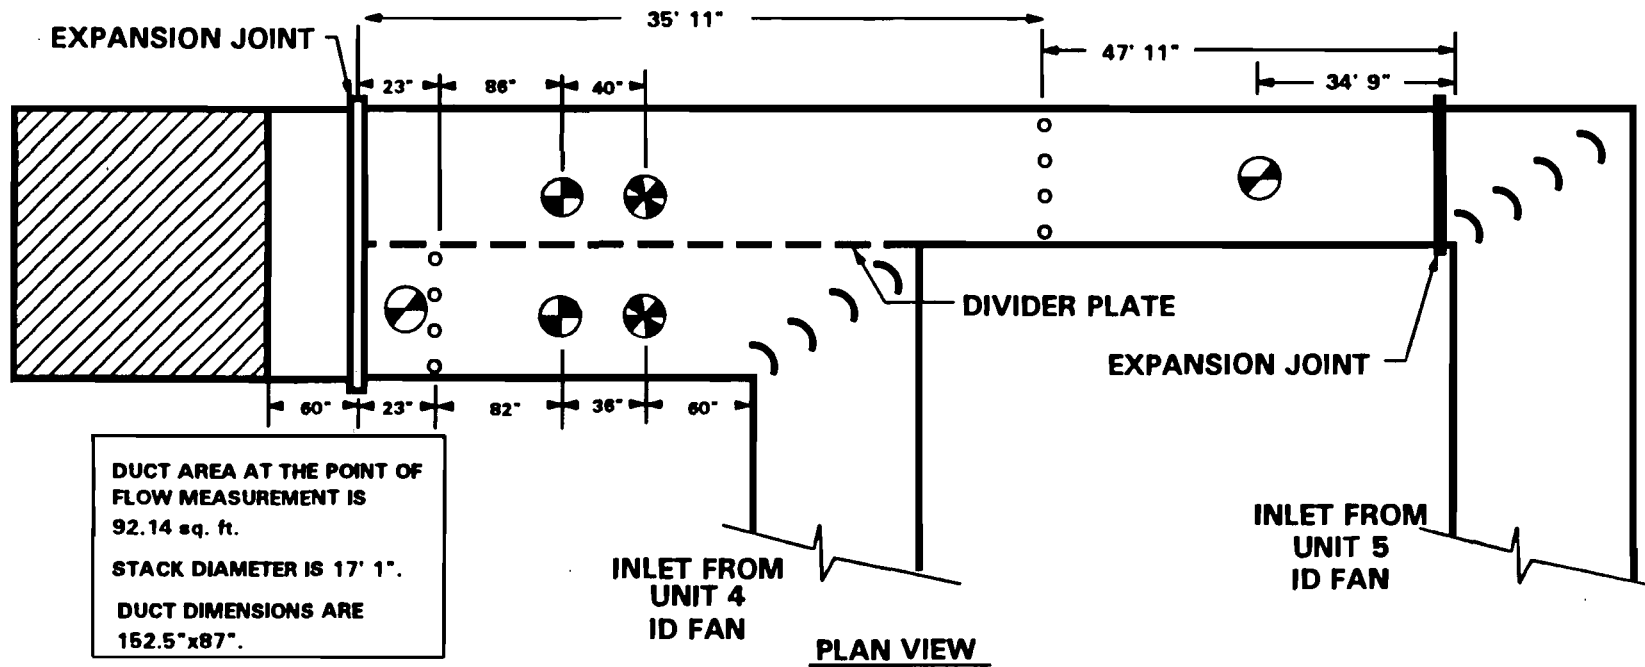 35' 11"
EXPANSION JOINT
47' 11"
23"
86"
40"
34' 9"
DIVIDER PLATE
EXPANSION JOINT
60"
23"
82"
36"
60"
DUCT AREA AT THE POINT OF
FLOW MEASUREMENT IS
92.14 sq. ft.
STACK DIAMETER IS 17' 1".
DUCT DIMENSIONS ARE
152.5"x87".
INLET FROM
UNIT 4
ID FAN
INLET FROM
UNIT 5
ID FAN
PLAN VIEW